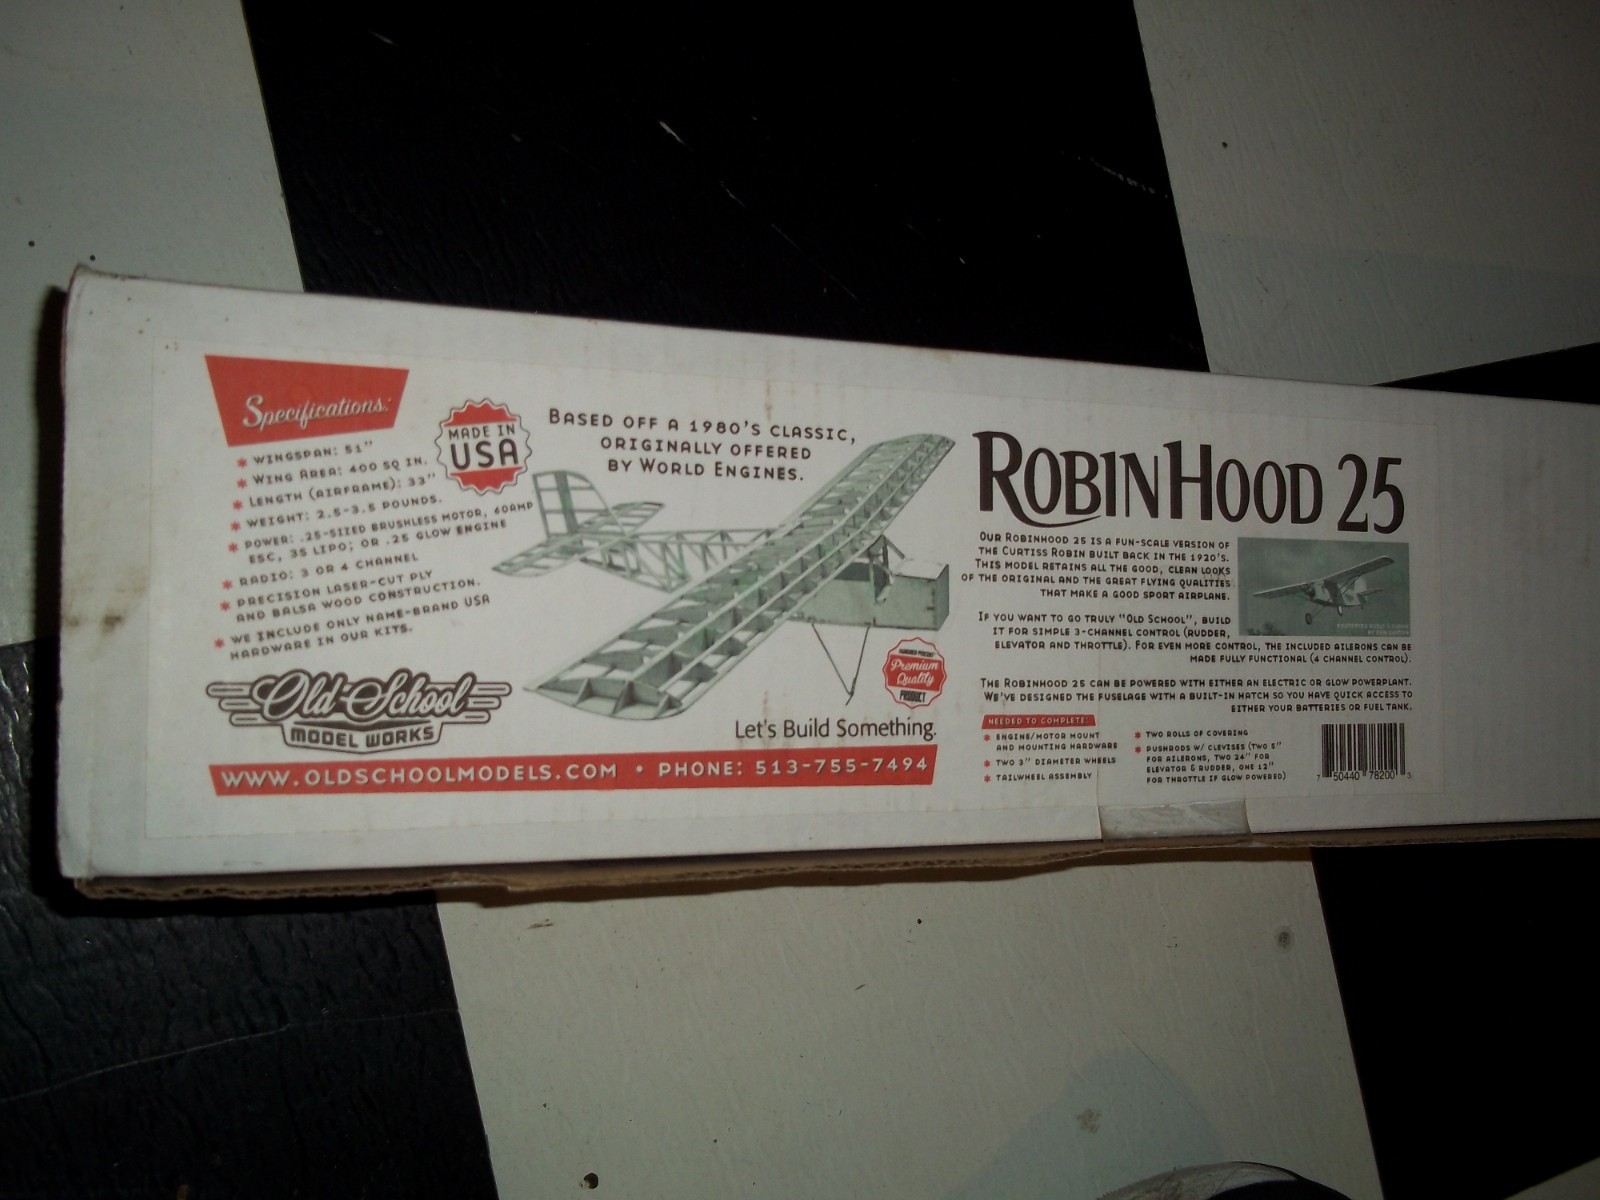 Specifications:
* WINGSPAN: 51"
* WING AREA: 400 SQ IN.
* LENGTH (AIRFRAME): 33"
* WEIGHT: 2.5-3.5 POUNDS.
* POWER: .25-SIZED BRUSHLESS MOTOR, 60AMP
ESC, 3S LIPO; OR .25 GLOW ENGINE
* RADIO: 3 OR 4 CHANNEL
* PRECISION LASER-CUT PLY
AND BALSA WOOD CONSTRUCTION.
* WE INCLUDE ONLY NAME-BRAND USA
HARDWARE IN OUR KITS.
MADE IN
USA
BASED OFF A 1980'S CLASSIC,
ORIGINALLY OFFERED
BY WORLD ENGINES.
Old School
MODEL WORKS
Premium
Quality
PRODUCT
Let's Build Something.
WWW.OLDSCHOOLMODELS.COM • PHONE: 513-755-7494
ROBINHOOD 25
OUR ROBINHOOD 25 IS A FUN-SCALE VERSION OF
THE CURTISS ROBIN BUILT BACK IN THE 1920'S.
THIS MODEL RETAINS ALL THE GOOD, CLEAN LOOKS
OF THE ORIGINAL AND THE GREAT FLYING QUALITIES
THAT MAKE A GOOD SPORT AIRPLANE.
IF YOU WANT TO GO TRULY "OLD SCHOOL", BUILD
IT FOR SIMPLE 3-CHANNEL CONTROL (RUDDER,
ELEVATOR AND THROTTLE). FOR EVEN MORE CONTROL, THE INCLUDED AILERONS CAN BE
MADE FULLY FUNCTIONAL (4 CHANNEL CONTROL).
THE ROBINHOOD 25 CAN BE POWERED WITH EITHER AN ELECTRIC OR GLOW POWERPLANT.
WE'VE DESIGNED THE FUSELAGE WITH A BUILT-IN HATCH SO YOU HAVE QUICK ACCESS TO
EITHER YOUR BATTERIES OR FUEL TANK.
NEEDED TO COMPLETE:
* ENGINE/MOTOR MOUNT
AND MOUNTING HARDWARE
* TWO 3" DIAMETER WHEELS
* TAILWHEEL ASSEMBLY
* TWO ROLLS OF COVERING
* PUSHRODS W/ CLEVISES (TWO 5"
FOR AILERONS, TWO 24" FOR
ELEVATOR & RUDDER, ONE 12"
FOR THROTTLE IF GLOW POWERED)
7 50440 78200 3